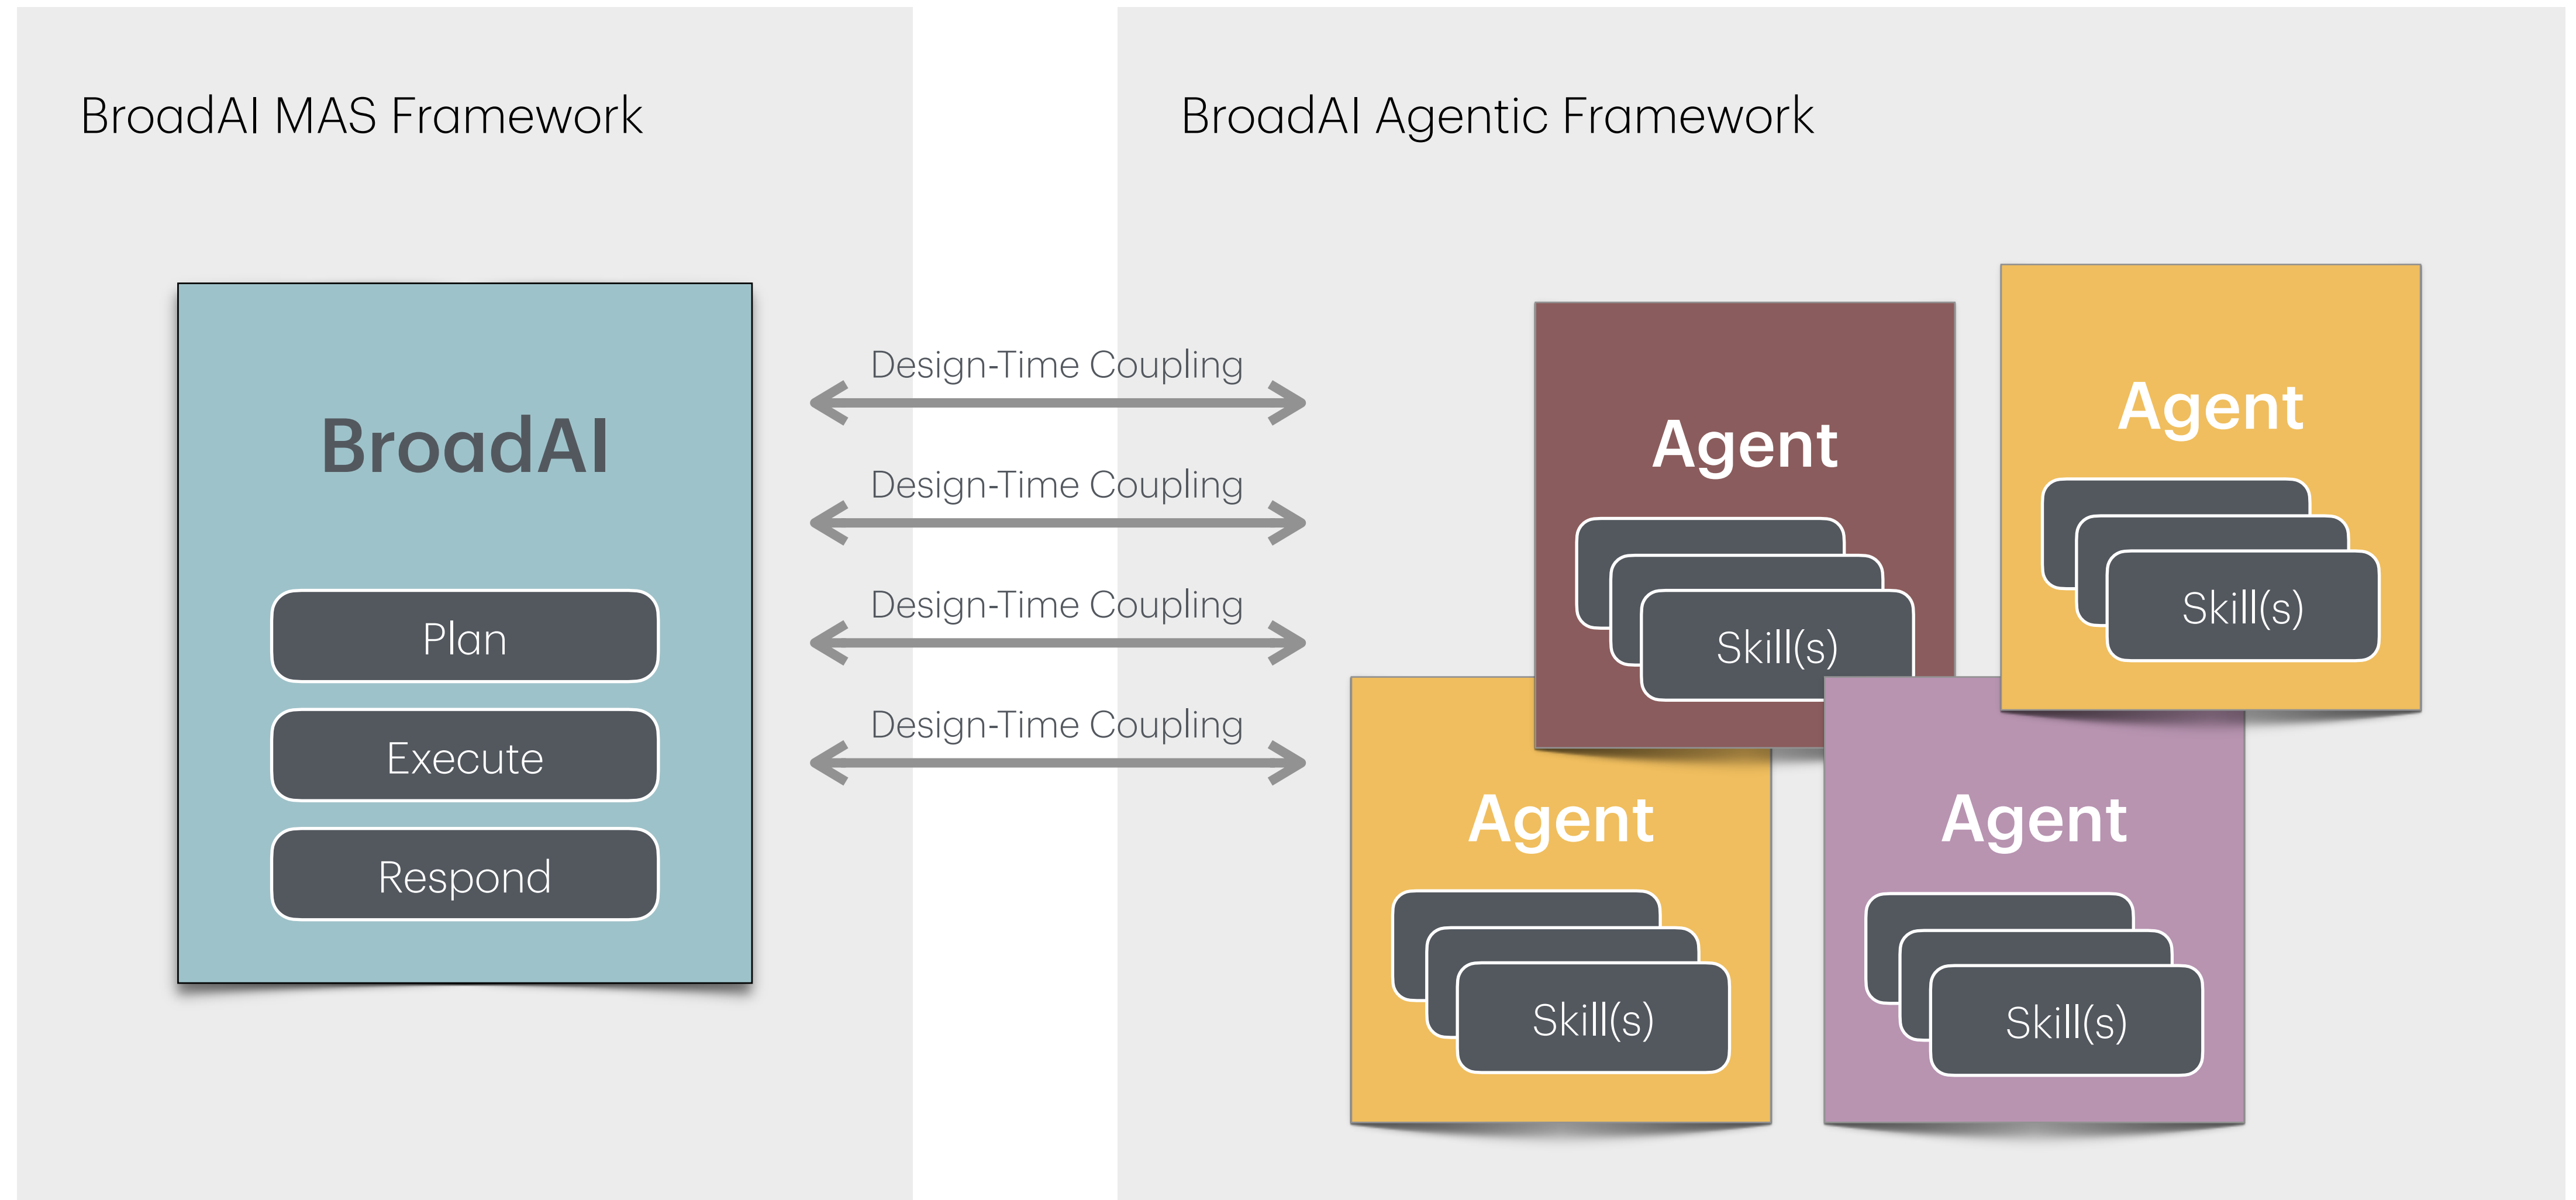 BroadAI MAS Framework
BroadAI
Plan
Execute
Respond
Design-Time Coupling
Design-Time Coupling
Design-Time Coupling
Design-Time Coupling
BroadAI Agentic Framework
Agent
Skill(s)
Agent
Skill(s)
Agent
Skill(s)
Agent
Skill(s)